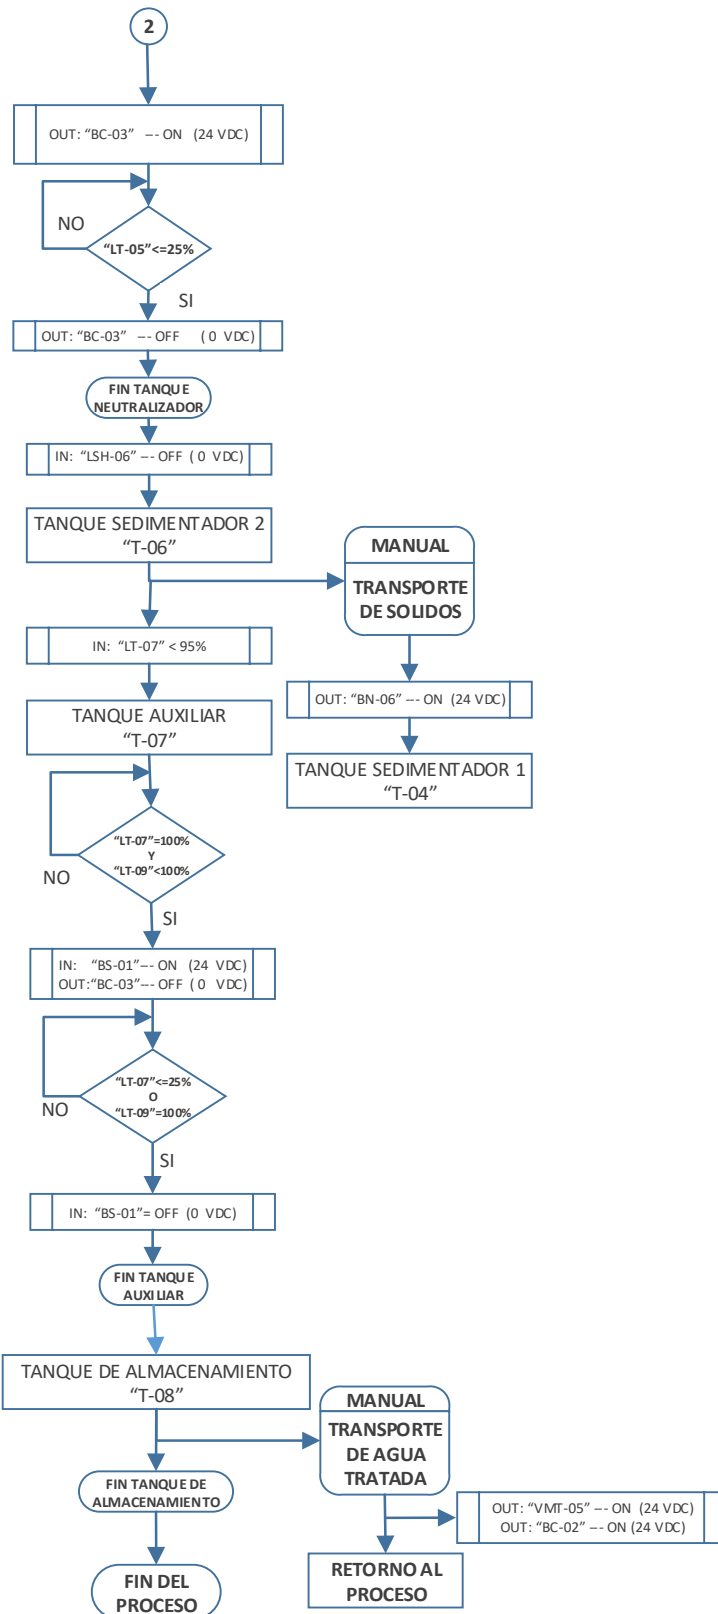 2
OUT: “BC-03” --- ON (24 VDC)
NO
“LT-05”<=25%
SI
OUT: “BC-03” --- OFF ( 0 VDC)
FIN TANQUE
NEUTRALIZADOR
IN: “LSH-06” --- OFF ( 0 VDC)
TANQUE SEDIMENTADOR 2
“T-06”
MANUAL
TRANSPORTE
DE SOLIDOS
IN: “LT-07” < 95%
OUT: “BN-06” --- ON (24 VDC)
TANQUE AUXILIAR
“T-07”
TANQUE SEDIMENTADOR 1
“T-04”
“LT-07”=100%
Y
“LT-09”<100%
NO
SI
IN: “BS-01”--- ON (24 VDC)
OUT:“BC-03”--- OFF ( 0 VDC)
“LT-07”<=25%
O
“LT-09”=100%
NO
SI
IN: “BS-01”= OFF (0 VDC)
FIN TANQUE
AUXILIAR
TANQUE DE ALMACENAMIENTO
“T-08”
MANUAL
TRANSPORTE
DE AGUA
TRATADA
FIN TANQUE DE
ALMACENAMIENTO
OUT: “VMT-05” --- ON (24 VDC)
OUT: “BC-02” --- ON (24 VDC)
RETORNO AL
PROCESO
FIN DEL
PROCESO